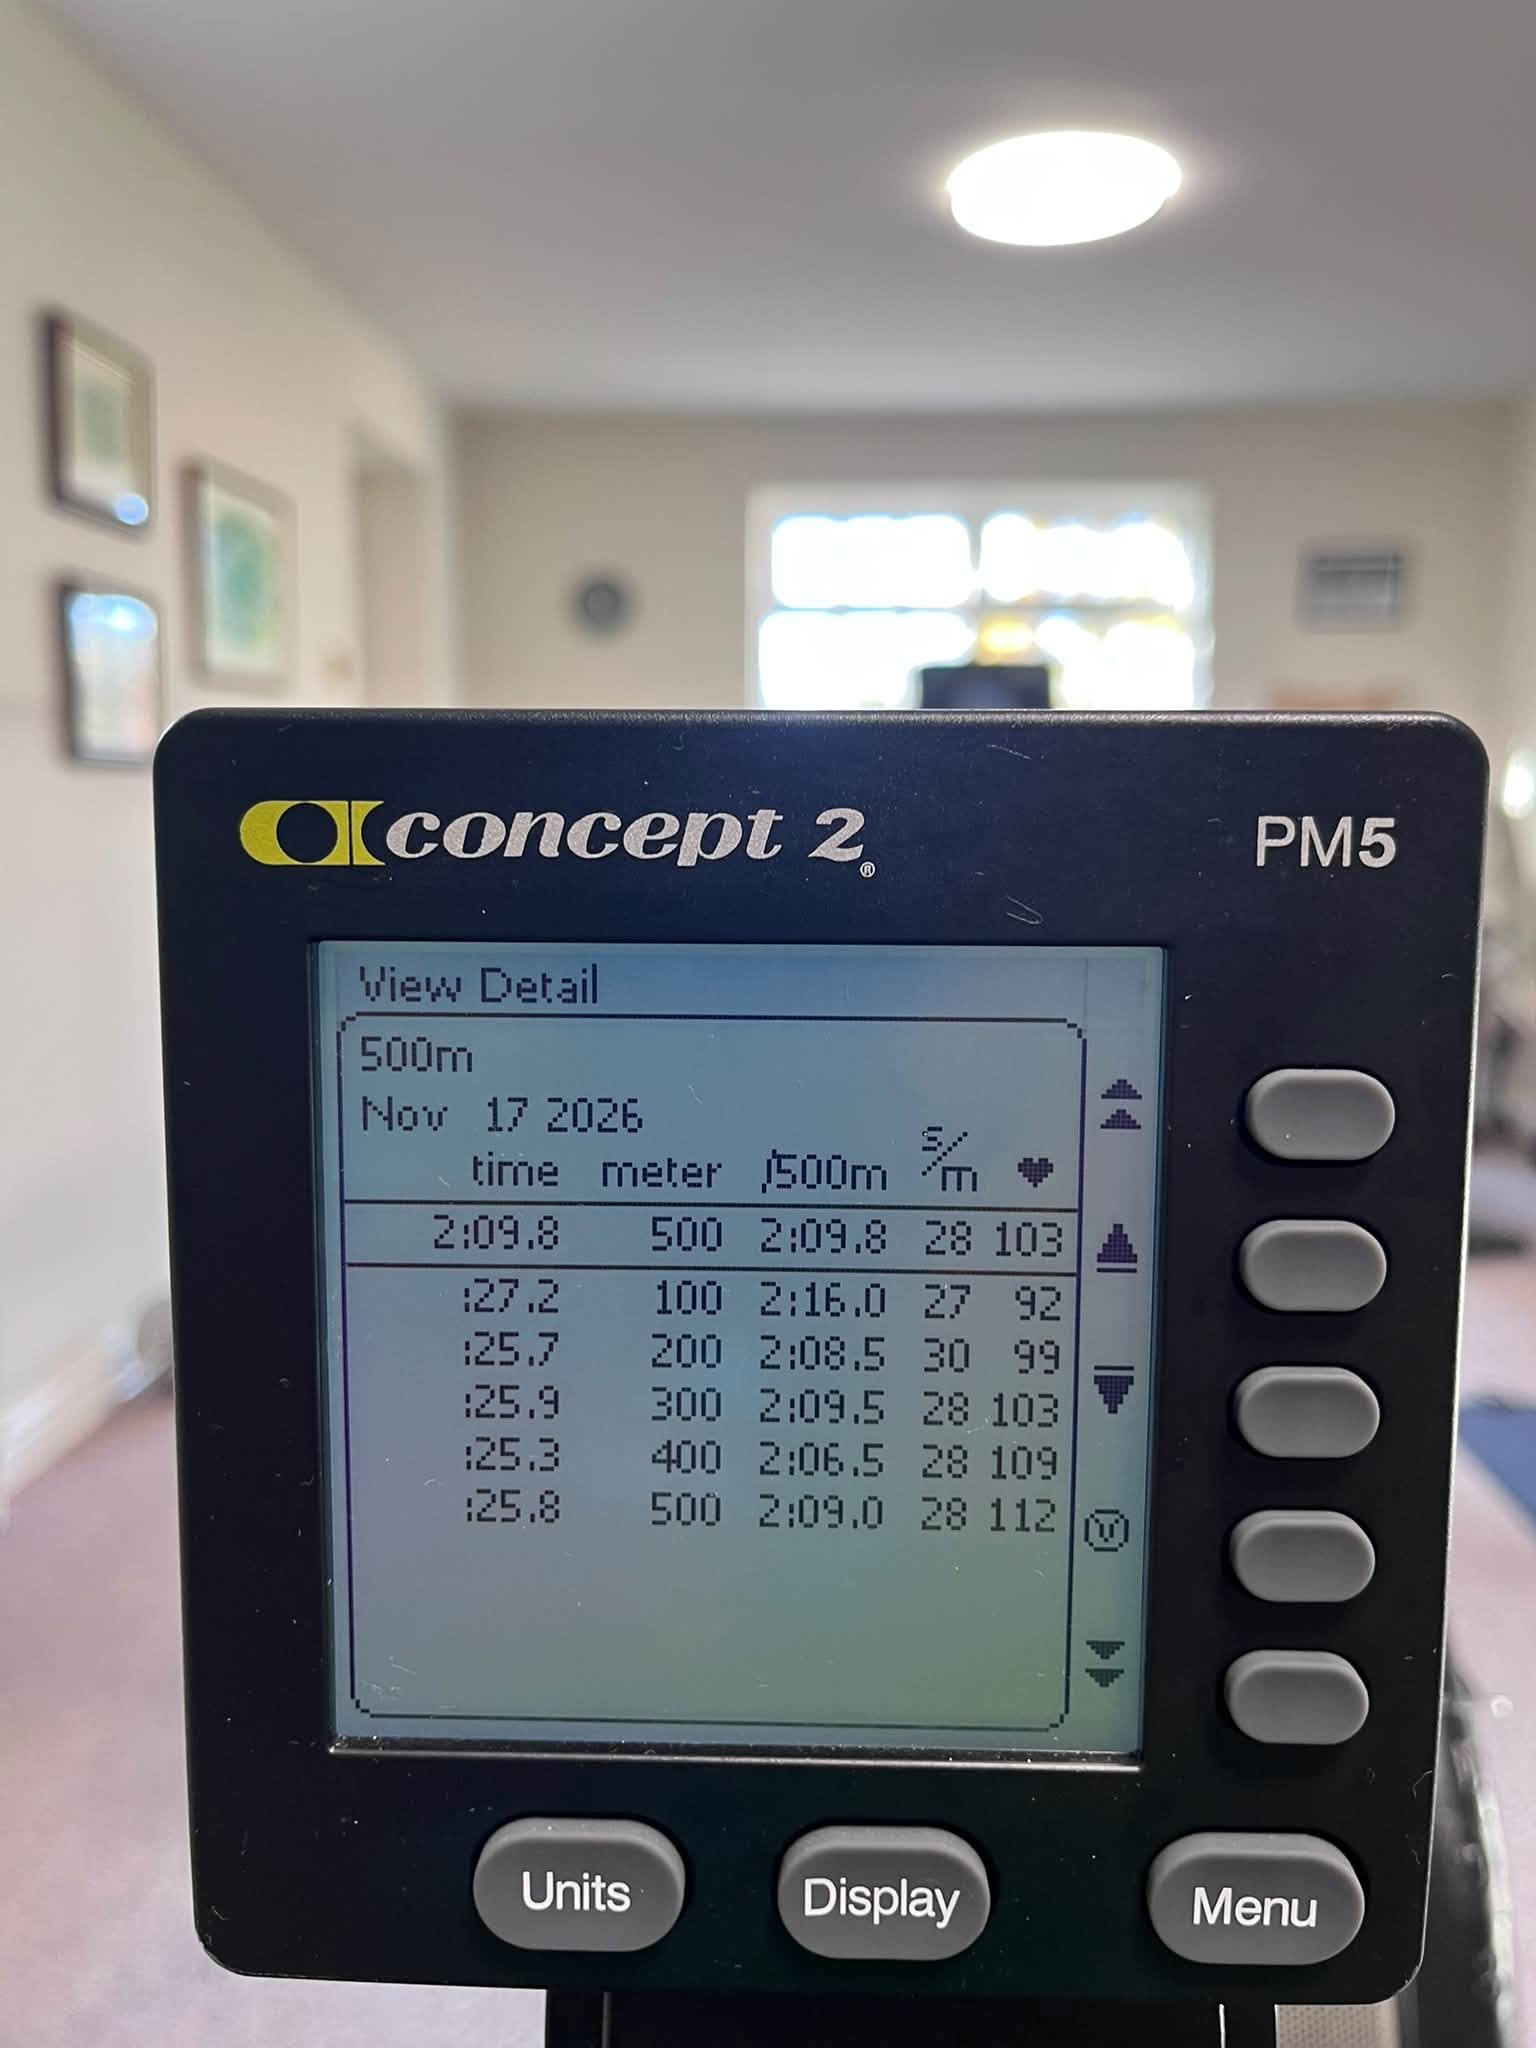 concept 2®
PM5
View Detail
500m
Nov 17 2026
time meter /500m s/m ♥
2:09.8 500 2:09.8 28 103
:27.2 100 2:16.0 27 92
:25.7 200 2:08.5 30 99
:25.9 300 2:09.5 28 103
:25.3 400 2:06.5 28 109
:25.8 500 2:09.0 28 112
V
Units Display Menu